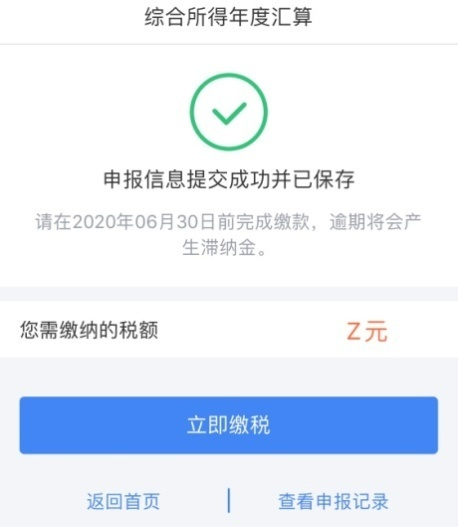 综合所得年度汇算
申报信息提交成功并已保存
请在2020年06月30日前完成缴款，逾期将会产
生滞纳金。
您需缴纳的税额 Z元
立即缴税
返回首页 | 查看申报记录